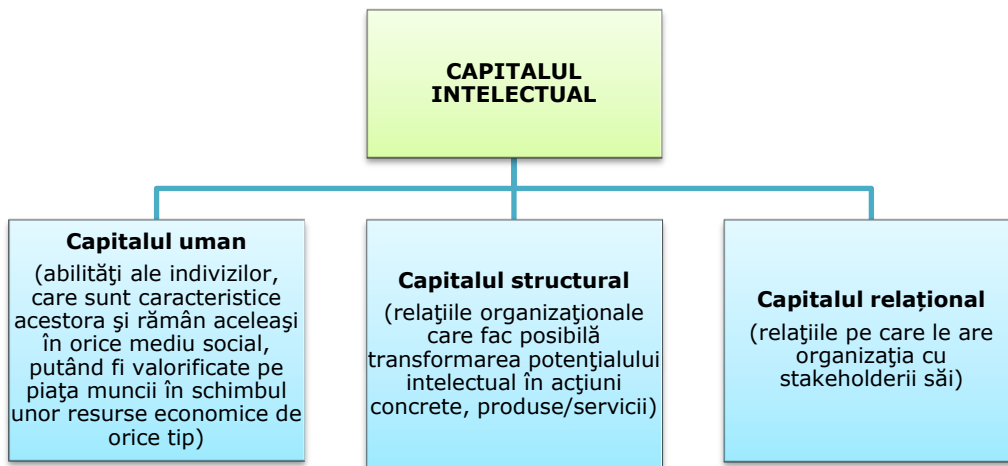 CAPITALUL
INTELECTUAL
Capitalul uman
(abilităţi ale indivizilor,
care sunt caracteristice
acestora şi rămân aceleaşi
în orice mediu social,
putând fi valorificate pe
piaţa muncii în schimbul
unor resurse economice de
orice tip)
Capitalul structural
(relaţiile organizaţionale
care fac posibilă
transformarea potenţialului
intelectual în acţiuni
concrete, produse/servicii)
Capitalul relațional
(relaţiile pe care le are
organizaţia cu
stakeholderii săi)